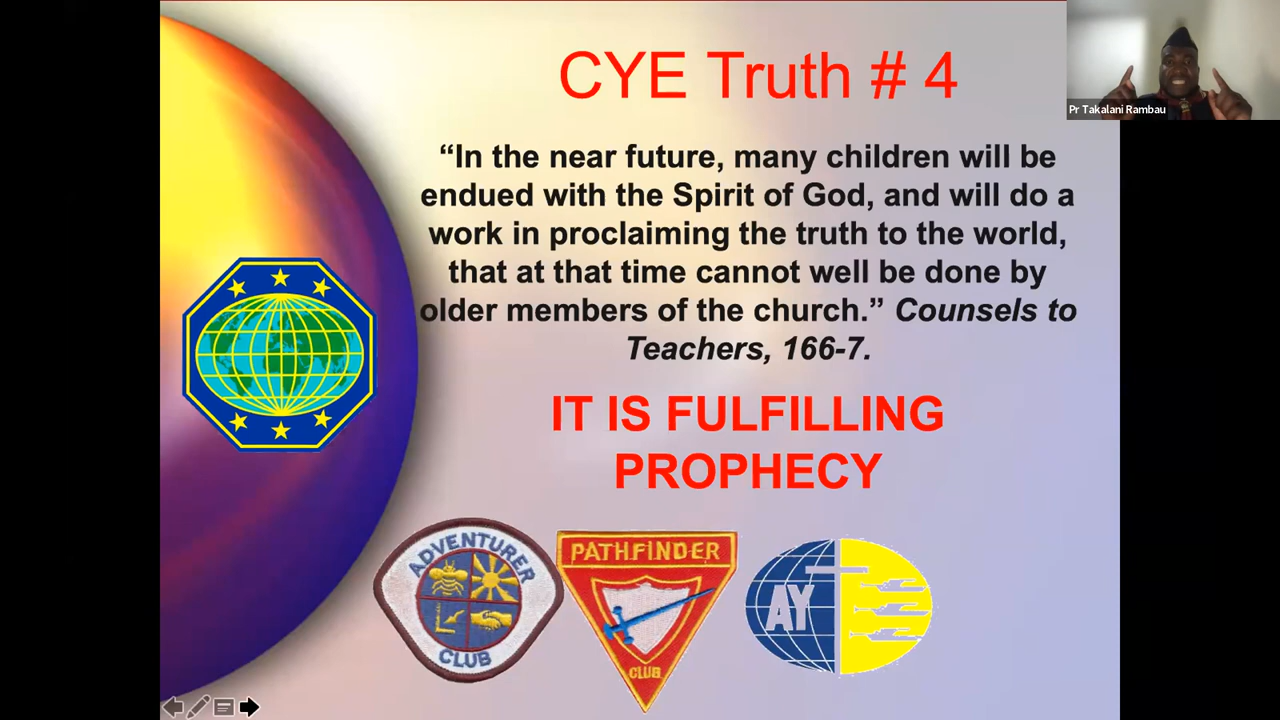 CYE Truth # 4
Pr Takalani Rambau
“In the near future, many children will be
endued with the Spirit of God, and will do a
work in proclaiming the truth to the world,
that at that time cannot well be done by
older members of the church.” Counsels to
Teachers, 166-7.
IT IS FULFILLING
PROPHECY
ADVENTURER
CLUB
PATHFINDER
CLUB
AY